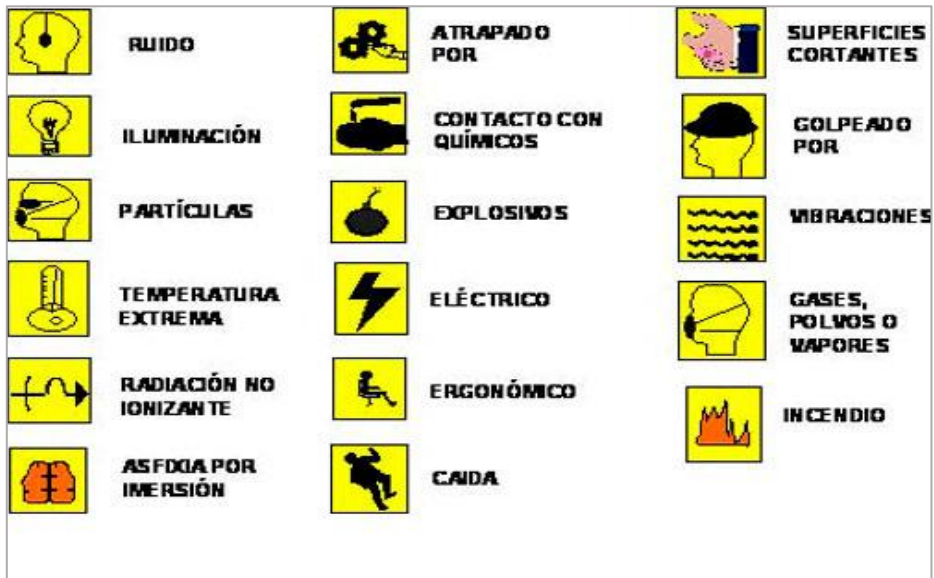 RUIDO
ILUMINACIÓN
PARTÍCULAS
TEMPERATURA
EXTREMA
RADIACIÓN NO
IONIZANTE
ASFIXIA POR
IMERSIÓN
ATRAPADO
POR
CONTACTO CON
QUÍMICOS
EXPLOSIVOS
ELÉCTRICO
ERGONÓMICO
CAIDA
SUPERFICIES
CORTANTES
GOLPEADO
POR
VIBRACIONES
GASES,
POLVOS O
VAPORES
INCENDIO